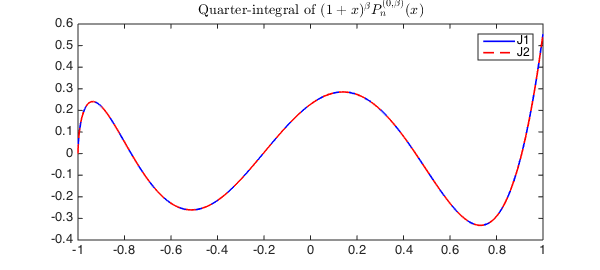 Quarter-integral of $(1+x)^{\beta} P_n^{(0,\beta)}(x)$
0.6
0.5
0.4
0.3
0.2
0.1
0
-0.1
-0.2
-0.3
-0.4
J1
J2
-1 -0.8 -0.6 -0.4 -0.2 0 0.2 0.4 0.6 0.8 1